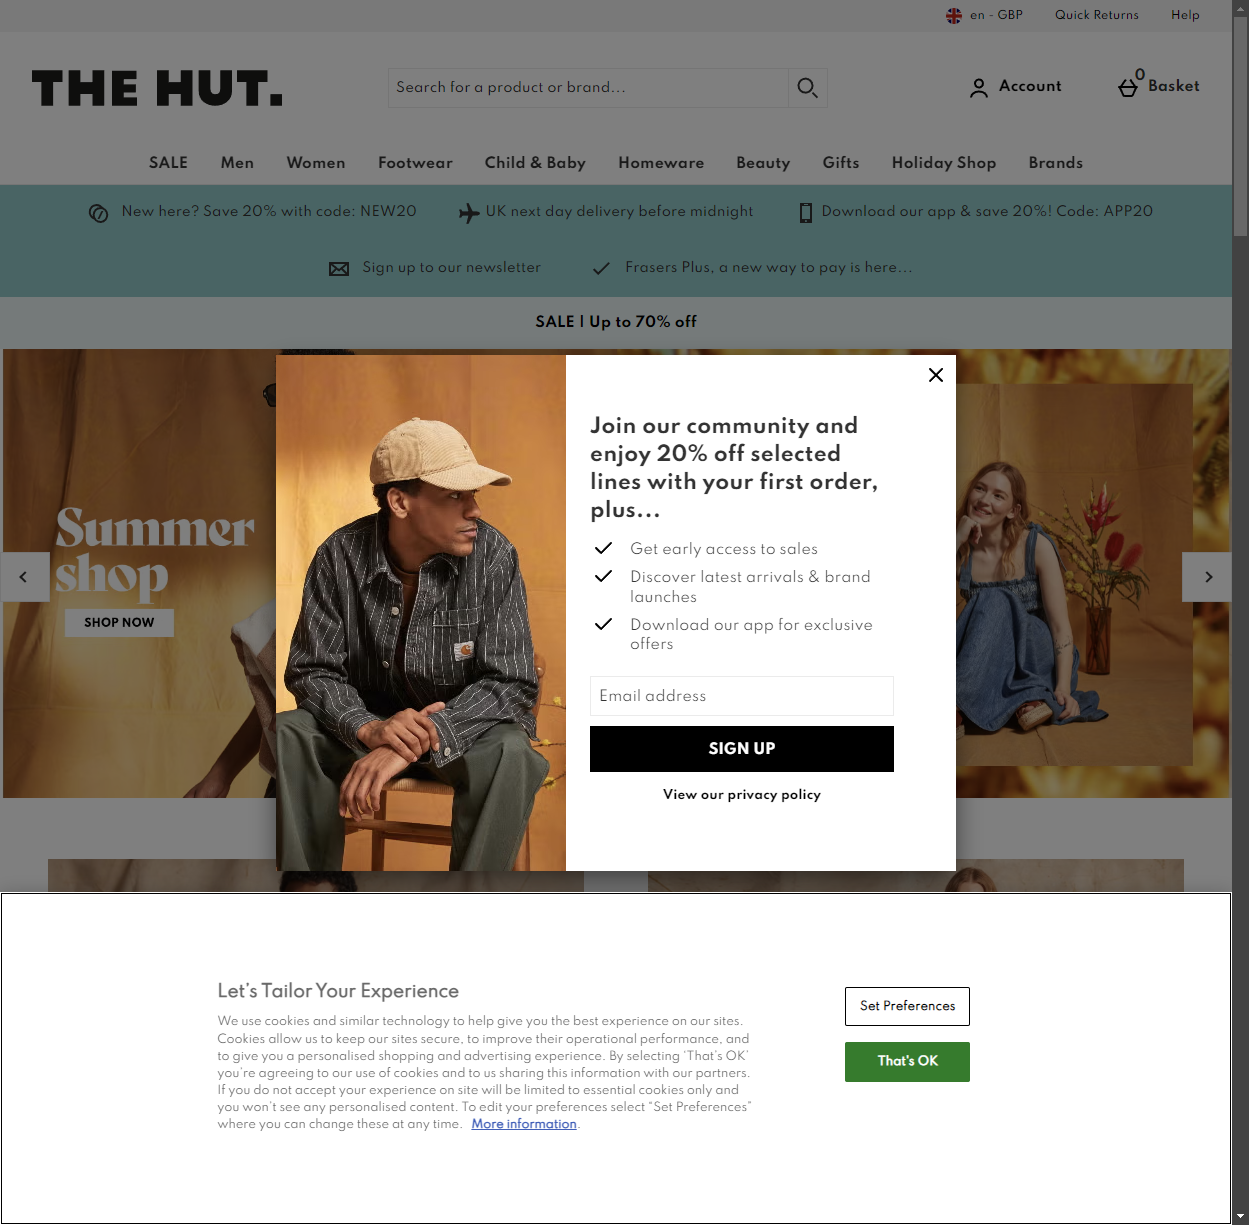 en - GBP
Quick Returns
Help
THE HUT.
Search for a product or brand...
Account
0
Basket
SALE
Men
Women
Footwear
Child & Baby
Homeware
Beauty
Gifts
Holiday Shop
Brands
New here? Save 20% with code: NEW20
UK next day delivery before midnight
Download our app & save 20%! Code: APP20
Sign up to our newsletter
Frasers Plus, a new way to pay is here...
SALE | Up to 70% off
Summer
shop
SHOP NOW
Join our community and
enjoy 20% off selected
lines with your first order,
plus...
Get early access to sales
Discover latest arrivals & brand
launches
Download our app for exclusive
offers
Email address
SIGN UP
View our privacy policy
Let's Tailor Your Experience
We use cookies and similar technology to help give you the best experience on our sites.
Cookies allow us to keep our sites secure, to improve their operational performance, and
to give you a personalised shopping and advertising experience. By selecting 'That's OK'
you're agreeing to our use of cookies and to us sharing this information with our partners.
If you do not accept your experience on site will be limited to essential cookies only and
you won't see any personalised content. To edit your preferences select "Set Preferences"
where you can change these at any time. More information.
Set Preferences
That's OK